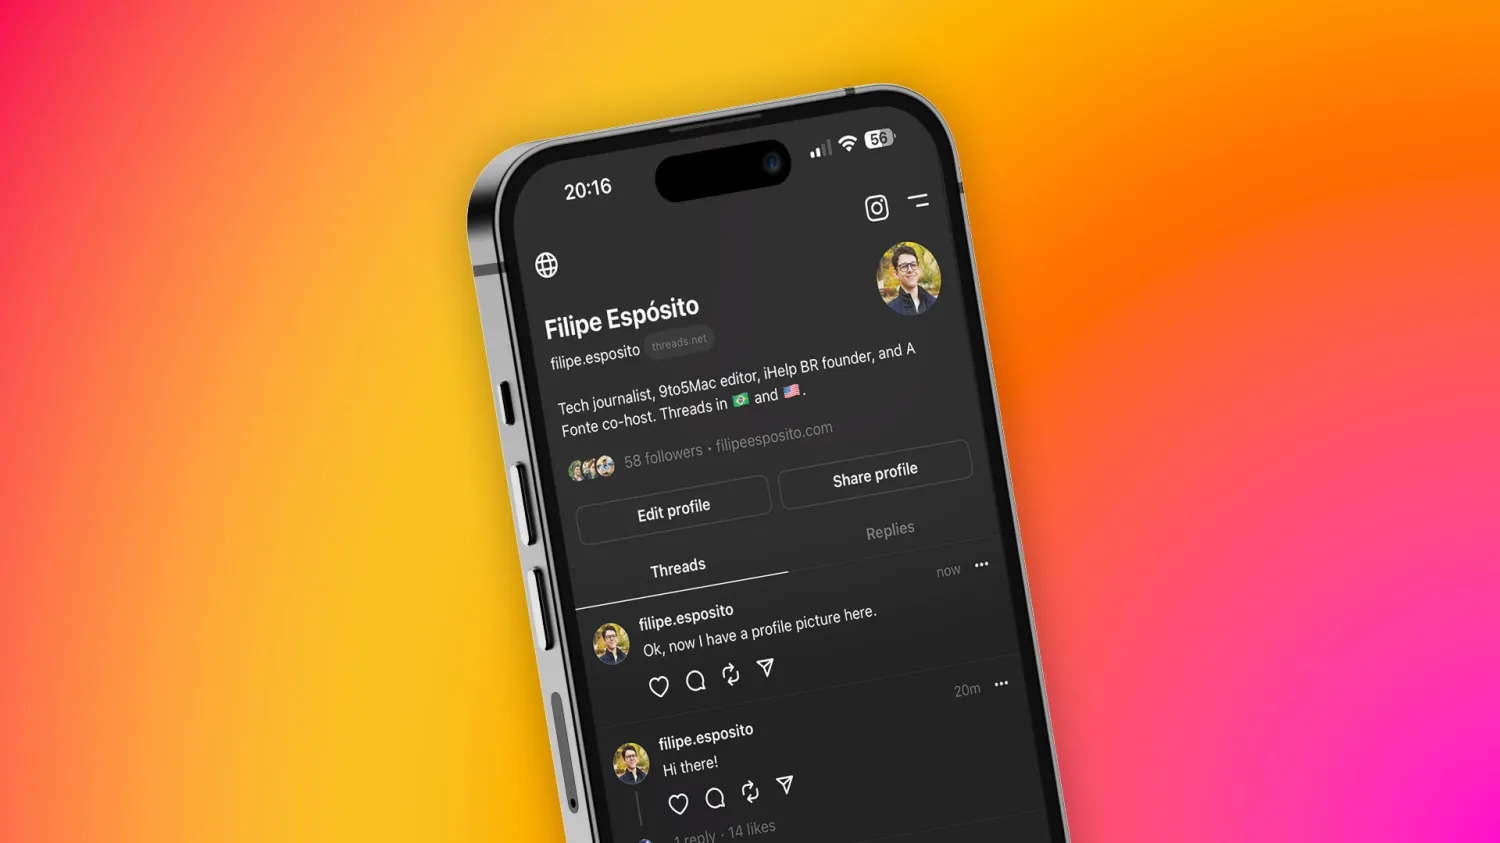 20:16
56
Filipe Espósito
filipe.esposito threads.net
Tech journalist, 9to5Mac editor, iHelp BR founder, and A
Fonte co-host. Threads in 🇧🇷 and 🇺🇸.
58 followers • filipeesposito.com
Edit profile
Share profile
Threads
Replies
filipe.esposito
now
Ok, now I have a profile picture here.
filipe.esposito
20m
Hi there!
1 reply · 14 likes